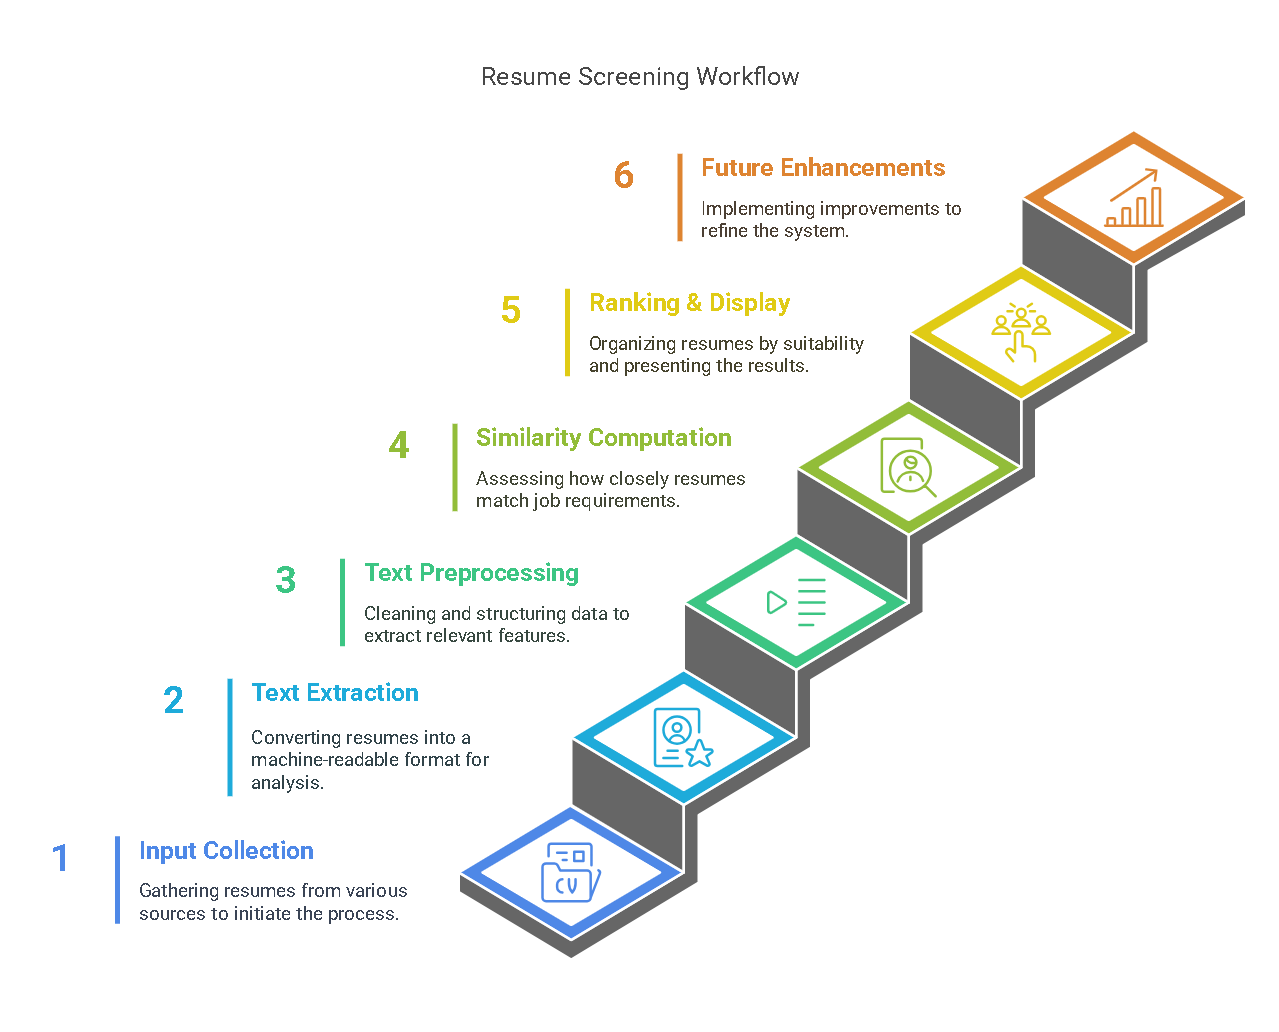 Resume Screening Workflow
6
Future Enhancements
Implementing improvements to
refine the system.
5
Ranking & Display
Organizing resumes by suitability
and presenting the results.
4
Similarity Computation
Assessing how closely resumes
match job requirements.
3
Text Preprocessing
Cleaning and structuring data to
extract relevant features.
2
Text Extraction
Converting resumes into a
machine-readable format for
analysis.
1
Input Collection
Gathering resumes from various
sources to initiate the process.
CV